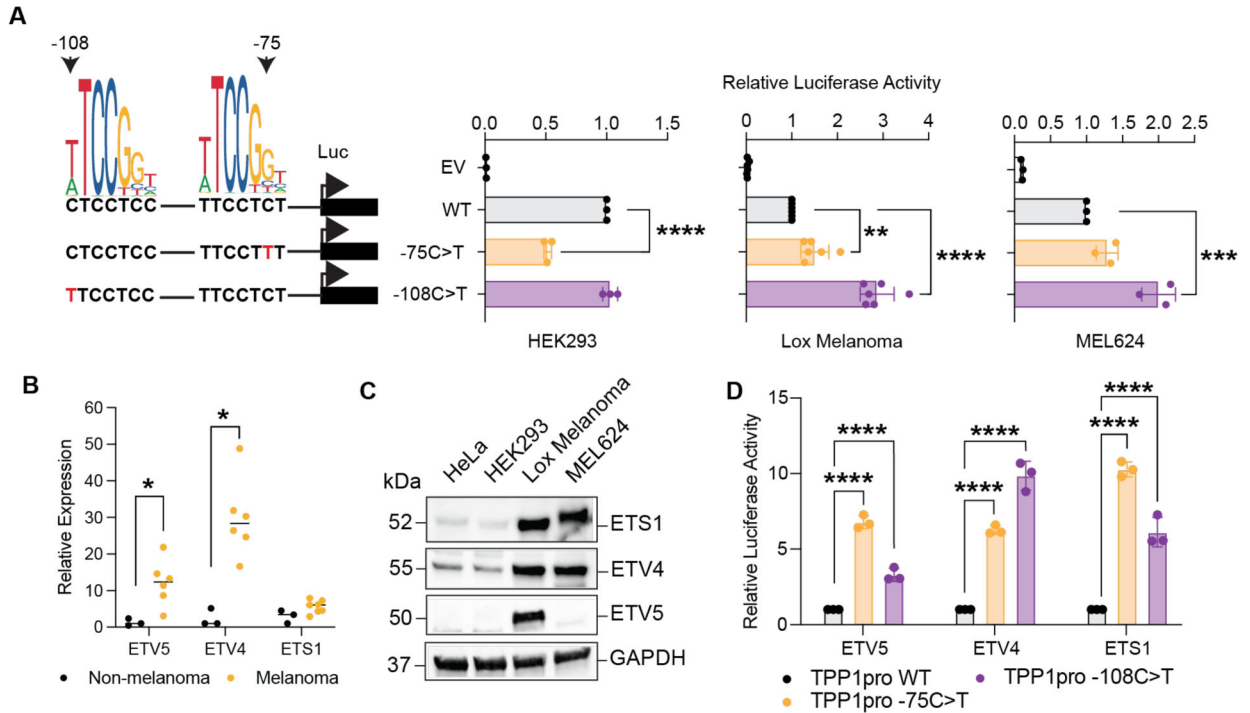 A
-108
-75
TTCCGGT
A
TTCCGGT
A
Luc
CTCCTCC
TTCCTCT
CTCCTCC
TTCCTTT
TTCCTCC
TTCCTCT
Relative Luciferase Activity
0.0 0.5 1.0
0 1 2 3 4
0.0 0.5 1.0 1.5 2.0 2.5
EV
WT
-75C>T
-108C>T
****
**
****
***
HEK293
Lox Melanoma
MEL624
B
Relative Expression
60
50
40
30
20
10
0
*
*
ETV5 ETV4 ETS1
Non-melanoma
Melanoma
C
kDa
HeLa
HEK293
Lox Melanoma
MEL624
52
ETS1
55
ETV4
50
ETV5
37
GAPDH
D
Relative Luciferase Activity
15
10
5
0
****
****
****
****
****
****
ETV5 ETV4 ETS1
TPP1pro WT
TPP1pro -108C>T
TPP1pro -75C>T